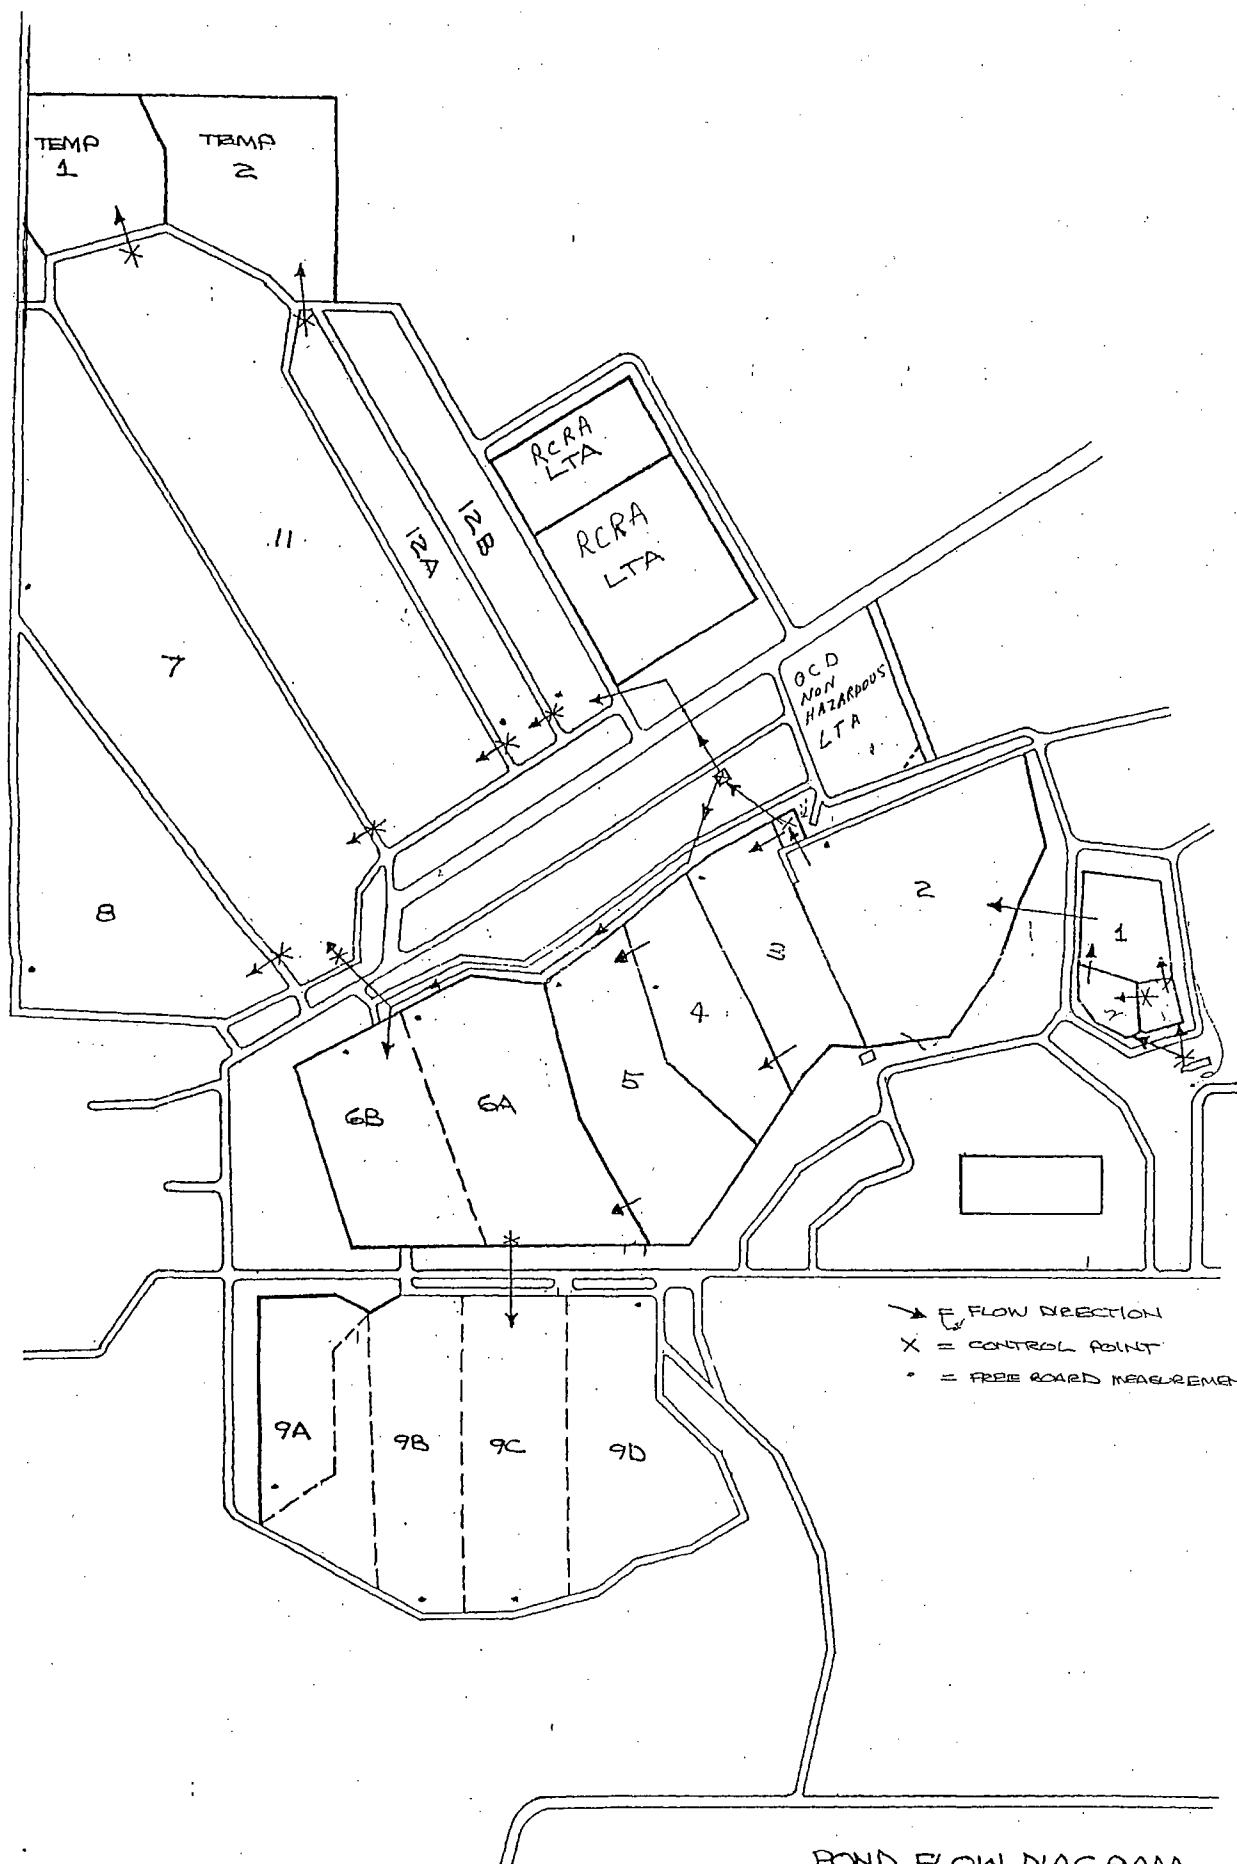 TEMP
1
TEMP
2
RCRA
LTA
RCRA
LTA
12B
12A
11
7
OCD
NON
HAZARDOUS
LTA
8
2
1
3
4
2
5
6B
6A
FLOW DIRECTION
X = CONTROL POINT
• = FREE BOARD MEASUREMEN
9A
9B
9C
9D
POND FLOW DIAGRAM